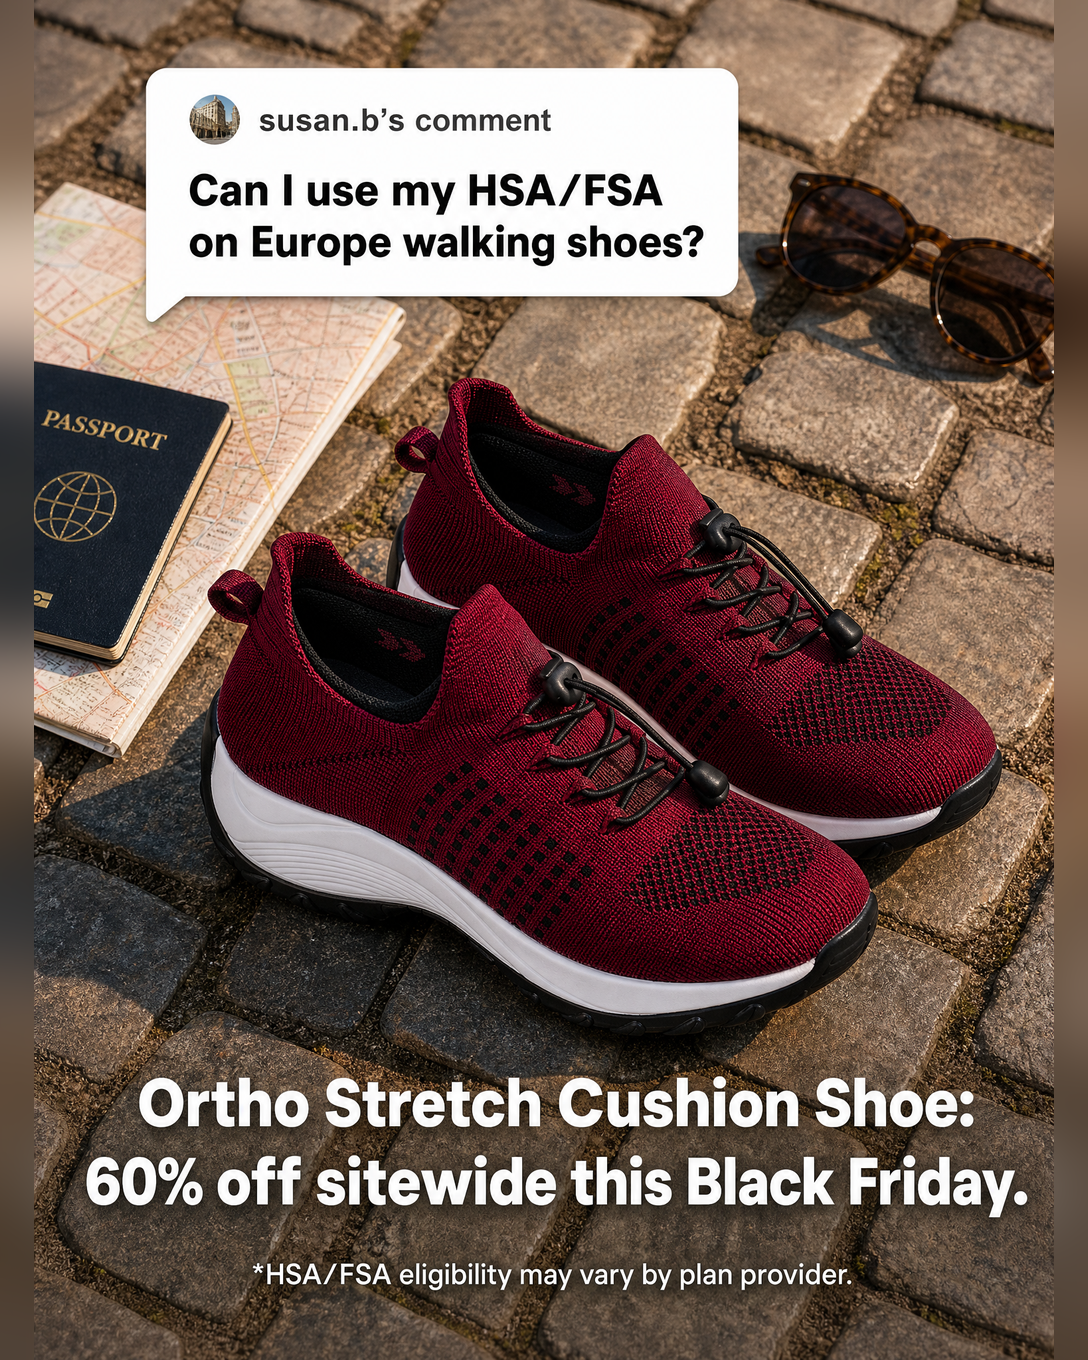 susan.b’s comment
Can I use my HSA/FSA
on Europe walking shoes?
PASSPORT
Ortho Stretch Cushion Shoe:
60% off sitewide this Black Friday.
*HSA/FSA eligibility may vary by plan provider.